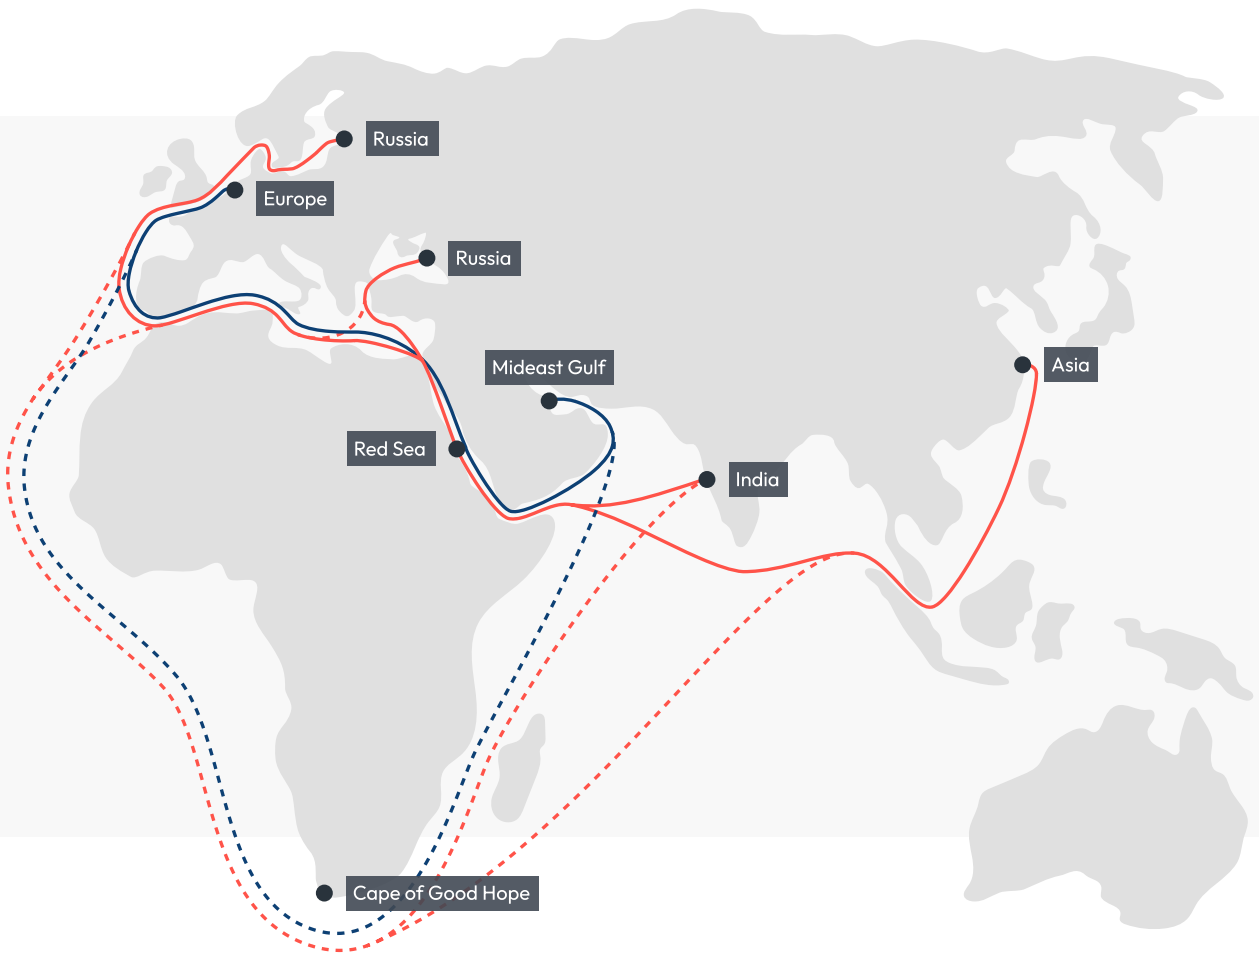 Russia
Europe
Russia
Mideast Gulf
Asia
Red Sea
India
Cape of Good Hope